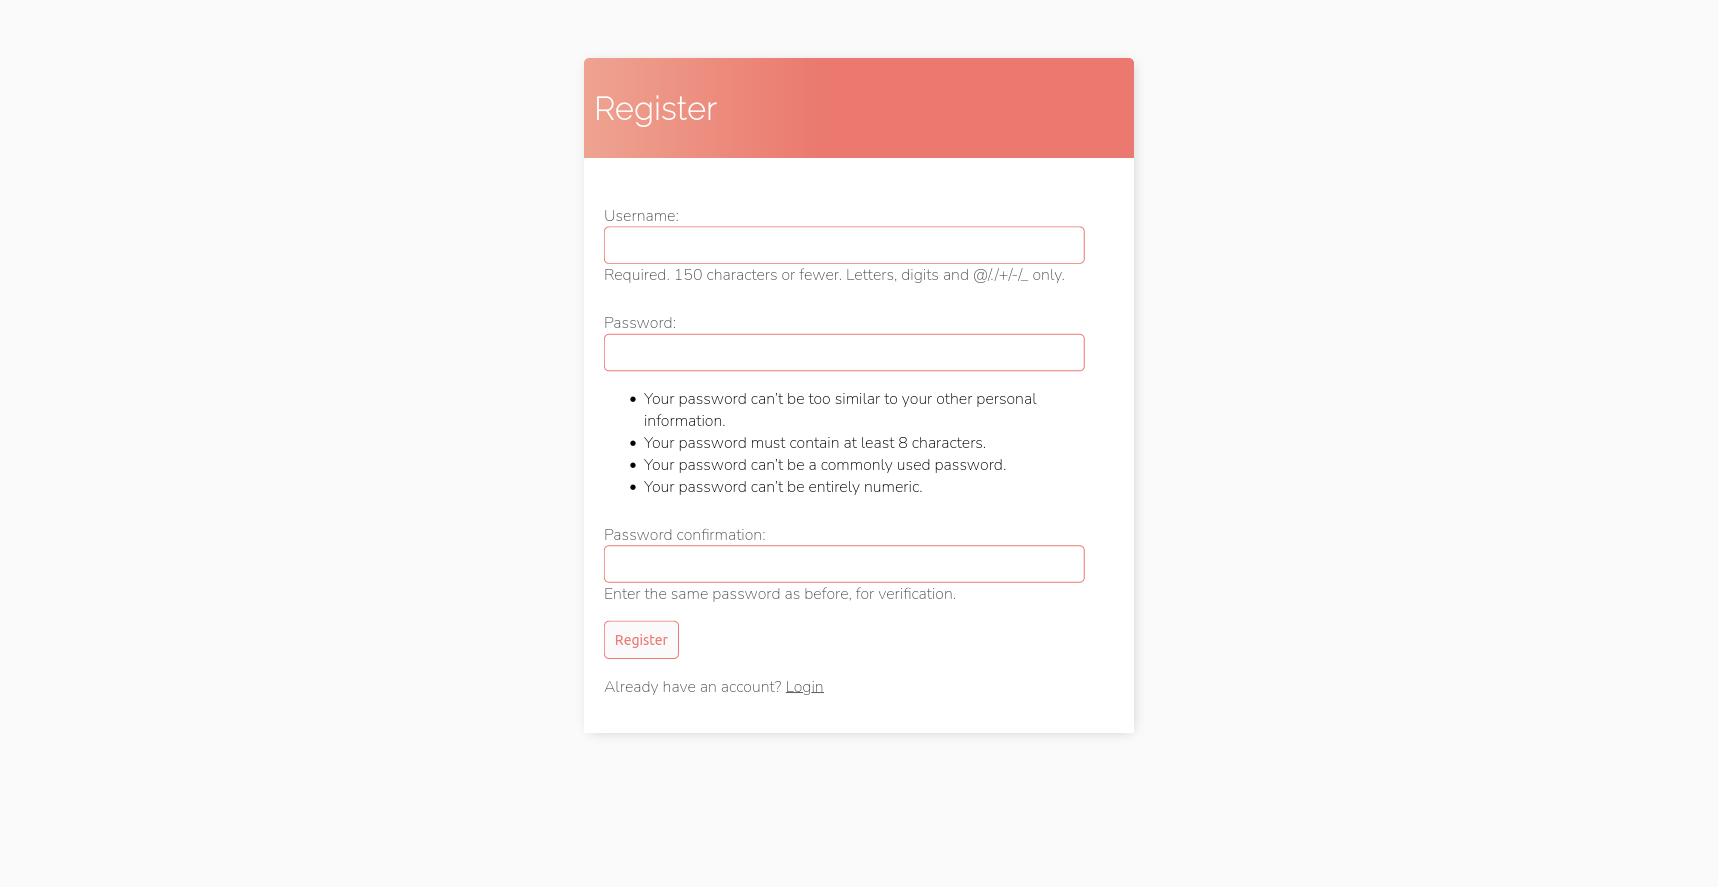 Register
Username:
Required. 150 characters or fewer. Letters, digits and @/./+/-/_ only.
Password:
• Your password can't be too similar to your other personal
information.
• Your password must contain at least 8 characters.
• Your password can't be a commonly used password.
• Your password can't be entirely numeric.
Password confirmation:
Enter the same password as before, for verification.
Register
Already have an account? Login